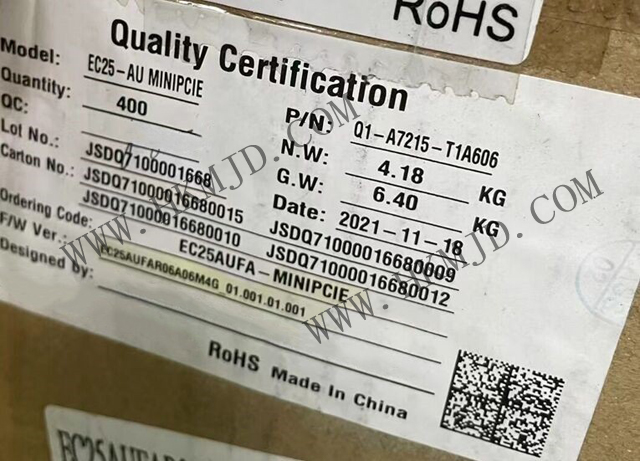 RoHS
Quality Certification
Model: EC25-AU MINIPCIE
Quantity: 400
QC:
P/N: Q1-A7215-T1A606
N.W: 4.18 KG
G.W: 6.40 KG
Date: 2021-11-18
Lot No.: JSDQ7100001668
Carton No.: JSDQ71000016680015 JSDQ71000016680009
JSDQ71000016680010 JSDQ71000016680012
Ordering Code: EC25AUFA-MINIPCIE
F/W Ver.: EC25AUFAR06A06M4G_01.001.01.001
Designed by:
RoHS Made In China
WWW.HKMJD.COM
WWW.HKMJD.COM